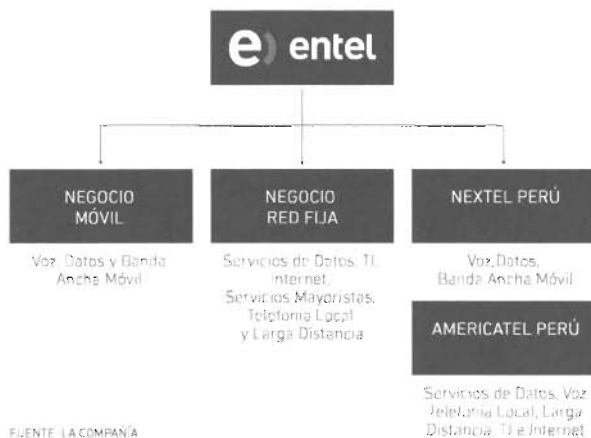 e) entel
NEGOCIO
MÓVIL
Voz, Datos y Banda
Ancha Móvil
NEGOCIO
RED FIJA
Servicios de Datos, TI,
Internet,
Servicios Mayoristas,
Telefonía Local
y Larga Distancia
NEXTEL PERÚ
Voz, Datos,
Banda Ancha Móvil
AMERICATEL PERÚ
Servicios de Datos, Voz
Telefonía Local, Larga
Distancia, TI e Internet
FUENTE: LA COMPAÑÍA